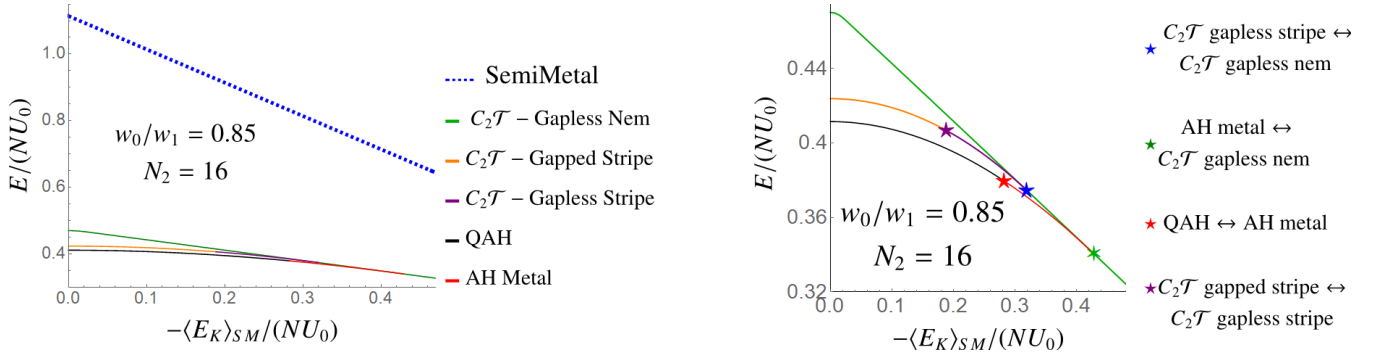 E/(NU₀)
1.0
0.8
0.6
0.4
0.0
0.1
0.2
0.3
0.4
−⟨E_K⟩_SM/(NU₀)
w₀/w₁ = 0.85
N₂ = 16
SemiMetal
C₂𝒯 − Gapless Nem
C₂𝒯 − Gapped Stripe
C₂𝒯 − Gapless Stripe
QAH
AH Metal
E/(NU₀)
0.44
0.4
0.36
0.32
0.0
0.1
0.2
0.3
0.4
−⟨E_K⟩_SM/(NU₀)
w₀/w₁ = 0.85
N₂ = 16
C₂𝒯 gapless stripe ↔
C₂𝒯 gapless nem
AH metal ↔
C₂𝒯 gapless nem
QAH ↔ AH metal
C₂𝒯 gapped stripe ↔
C₂𝒯 gapless stripe